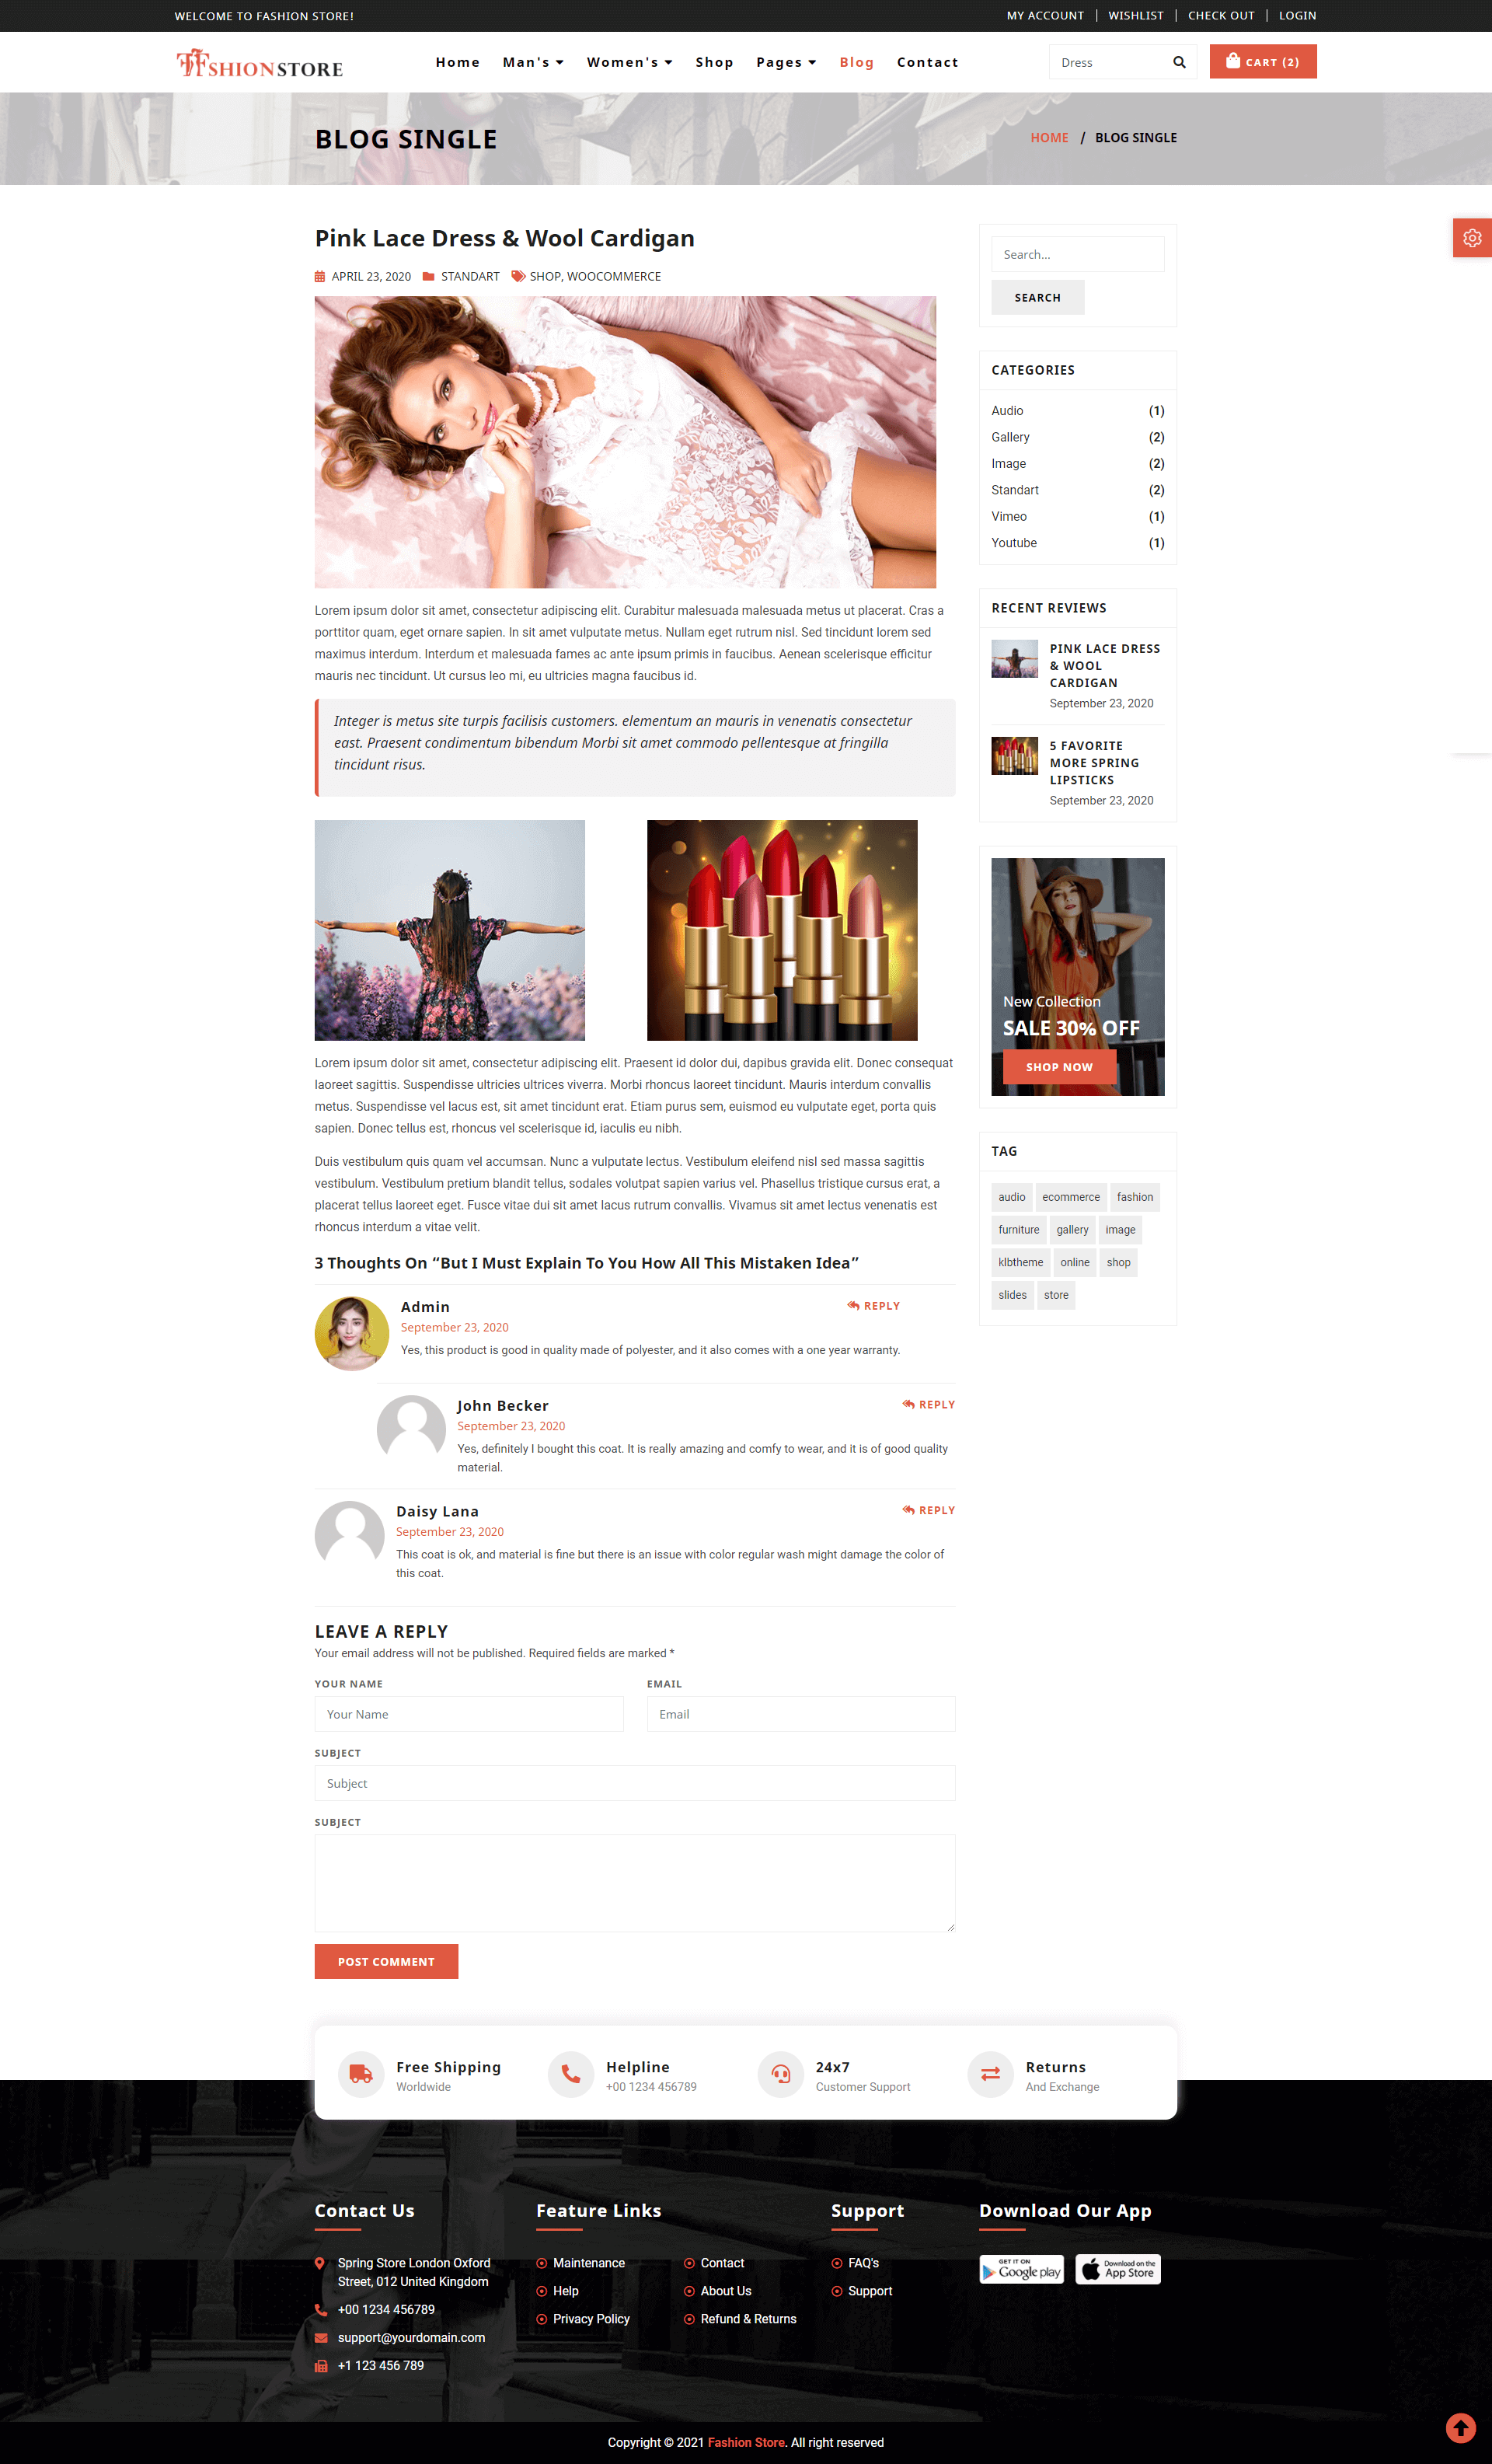 WELCOME TO FASHION STORE!
MY ACCOUNT
WISHLIST
CHECK OUT
LOGIN
FASHION STORE
Home
Man's
Women's
Shop
Pages
Blog
Contact
Dress
CART (2)
BLOG SINGLE
HOME / BLOG SINGLE
Pink Lace Dress & Wool Cardigan
APRIL 23, 2020
STANDART
SHOP, WOOCOMMERCE
Lorem ipsum dolor sit amet, consectetur adipiscing elit. Curabitur malesuada malesuada metus ut placerat. Cras a
porttitor quam, eget ornare sapien. In sit amet vulputate metus. Nullam eget rutrum nisl. Sed tincidunt lorem sed
maximus interdum. Interdum et malesuada fames ac ante ipsum primis in faucibus. Aenean scelerisque efficitur
mauris nec tincidunt. Ut cursus leo mi, eu ultricies magna faucibus id.
Integer is metus site turpis facilisis customers. elementum an mauris in venenatis consectetur
east. Praesent condimentum bibendum Morbi sit amet commodo pellentesque at fringilla
tincidunt risus.
Lorem ipsum dolor sit amet, consectetur adipiscing elit. Praesent id dolor dui, dapibus gravida elit. Donec consequat
laoreet sagittis. Suspendisse ultricies ultrices viverra. Morbi rhoncus laoreet tincidunt. Mauris interdum convallis
metus. Suspendisse vel lacus est, sit amet tincidunt erat. Etiam purus sem, euismod eu vulputate eget, porta quis
sapien. Donec tellus est, rhoncus vel scelerisque id, iaculis eu nibh.
Duis vestibulum quis quam vel accumsan. Nunc a vulputate lectus. Vestibulum eleifend nisl sed massa sagittis
vestibulum. Vestibulum pretium blandit tellus, sodales volutpat sapien varius vel. Phasellus tristique cursus erat, a
placerat tellus laoreet eget. Fusce vitae dui sit amet lacus rutrum convallis. Vivamus sit amet lectus venenatis est
rhoncus interdum a vitae velit.
3 Thoughts On “But I Must Explain To You How All This Mistaken Idea”
Admin
REPLY
September 23, 2020
Yes, this product is good in quality made of polyester, and it also comes with a one year warranty.
John Becker
REPLY
September 23, 2020
Yes, definitely I bought this coat. It is really amazing and comfy to wear, and it is of good quality
material.
Daisy Lana
REPLY
September 23, 2020
This coat is ok, and material is fine but there is an issue with color regular wash might damage the color of
this coat.
LEAVE A REPLY
Your email address will not be published. Required fields are marked *
YOUR NAME
EMAIL
Your Name
Email
SUBJECT
Subject
SUBJECT
POST COMMENT
Search...
SEARCH
CATEGORIES
Audio (1)
Gallery (2)
Image (2)
Standart (2)
Vimeo (1)
Youtube (1)
RECENT REVIEWS
PINK LACE DRESS
& WOOL
CARDIGAN
September 23, 2020
5 FAVORITE
MORE SPRING
LIPSTICKS
September 23, 2020
New Collection
SALE 30% OFF
SHOP NOW
TAG
audio ecommerce fashion
furniture gallery image
klbtheme online shop
slides store
Free Shipping
Worldwide
Helpline
+00 1234 456789
24x7
Customer Support
Returns
And Exchange
Contact Us
Spring Store London Oxford
Street, 012 United Kingdom
+00 1234 456789
support@yourdomain.com
+1 123 456 789
Feature Links
Maintenance
Help
Privacy Policy
Contact
About Us
Refund & Returns
Support
FAQ's
Support
Download Our App
GET IT ON
Google play
Download on the
App Store
Copyright © 2021 Fashion Store. All right reserved